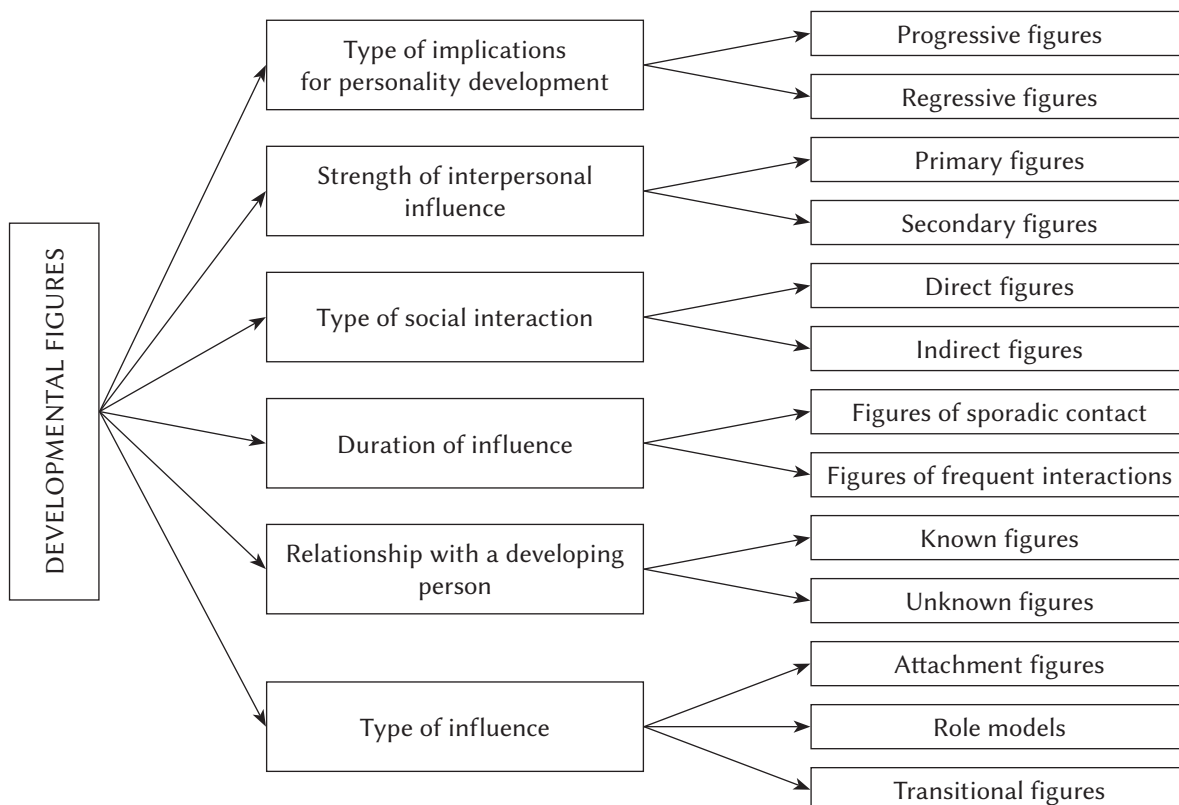 DEVELOPMENTAL FIGURES
Type of implications
for personality development
Progressive figures
Regressive figures
Strength of interpersonal
influence
Primary figures
Secondary figures
Type of social interaction
Direct figures
Indirect figures
Duration of influence
Figures of sporadic contact
Figures of frequent interactions
Relationship with a developing
person
Known figures
Unknown figures
Type of influence
Attachment figures
Role models
Transitional figures